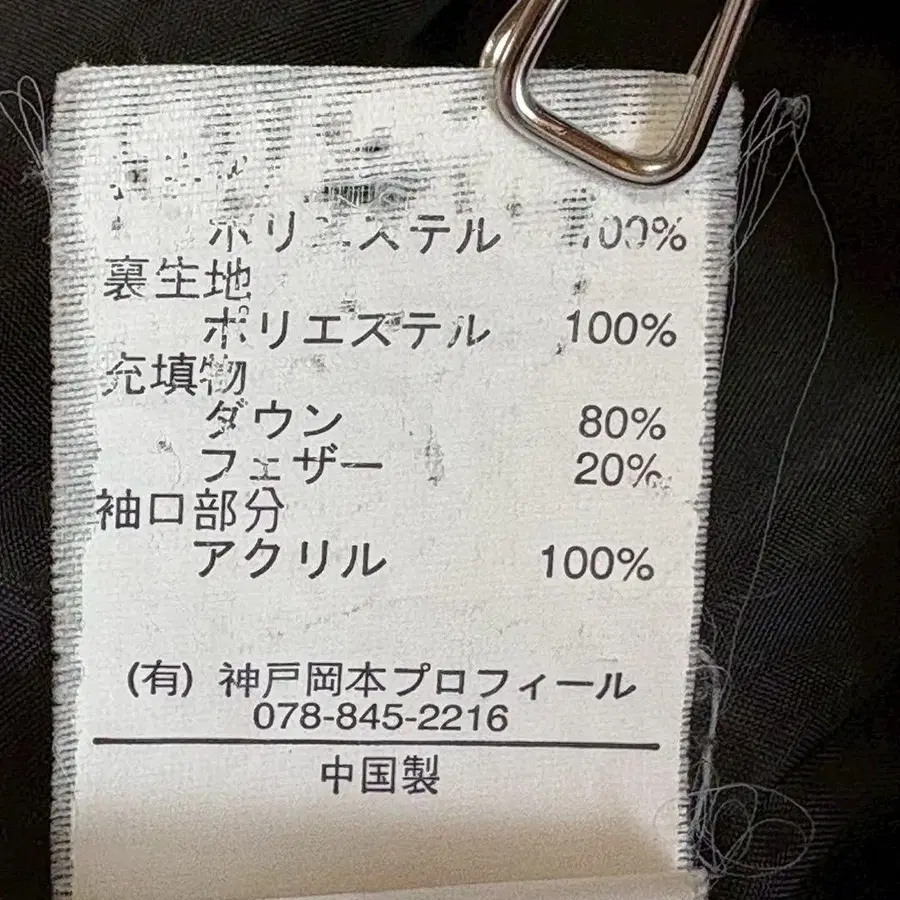 ポリエステル 100%
裏生地
ポリエステル 100%
充填物
ダウン 80%
フェザー 20%
袖口部分
アクリル 100%
(有) 神戸岡本プロフィール
078-845-2216
中国製